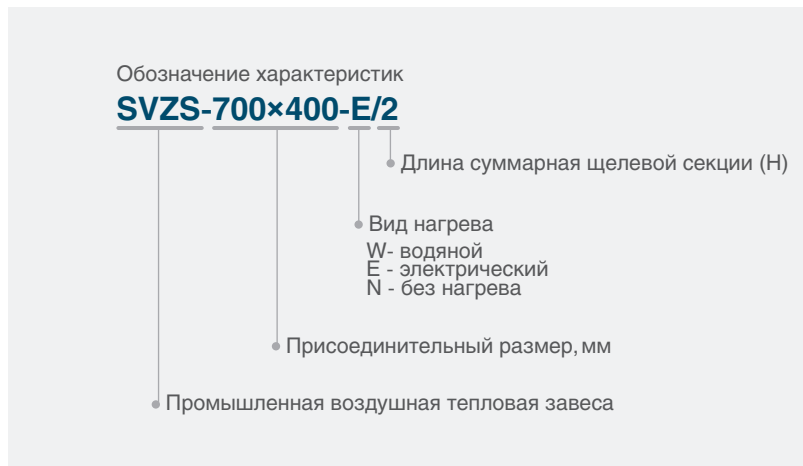 Обозначение характеристик
SVZS-700×400-E/2
Длина суммарная щелевой секции (H)
Вид нагрева
W- водяной
E - электрический
N - без нагрева
Присоединительный размер, мм
Промышленная воздушная тепловая завеса